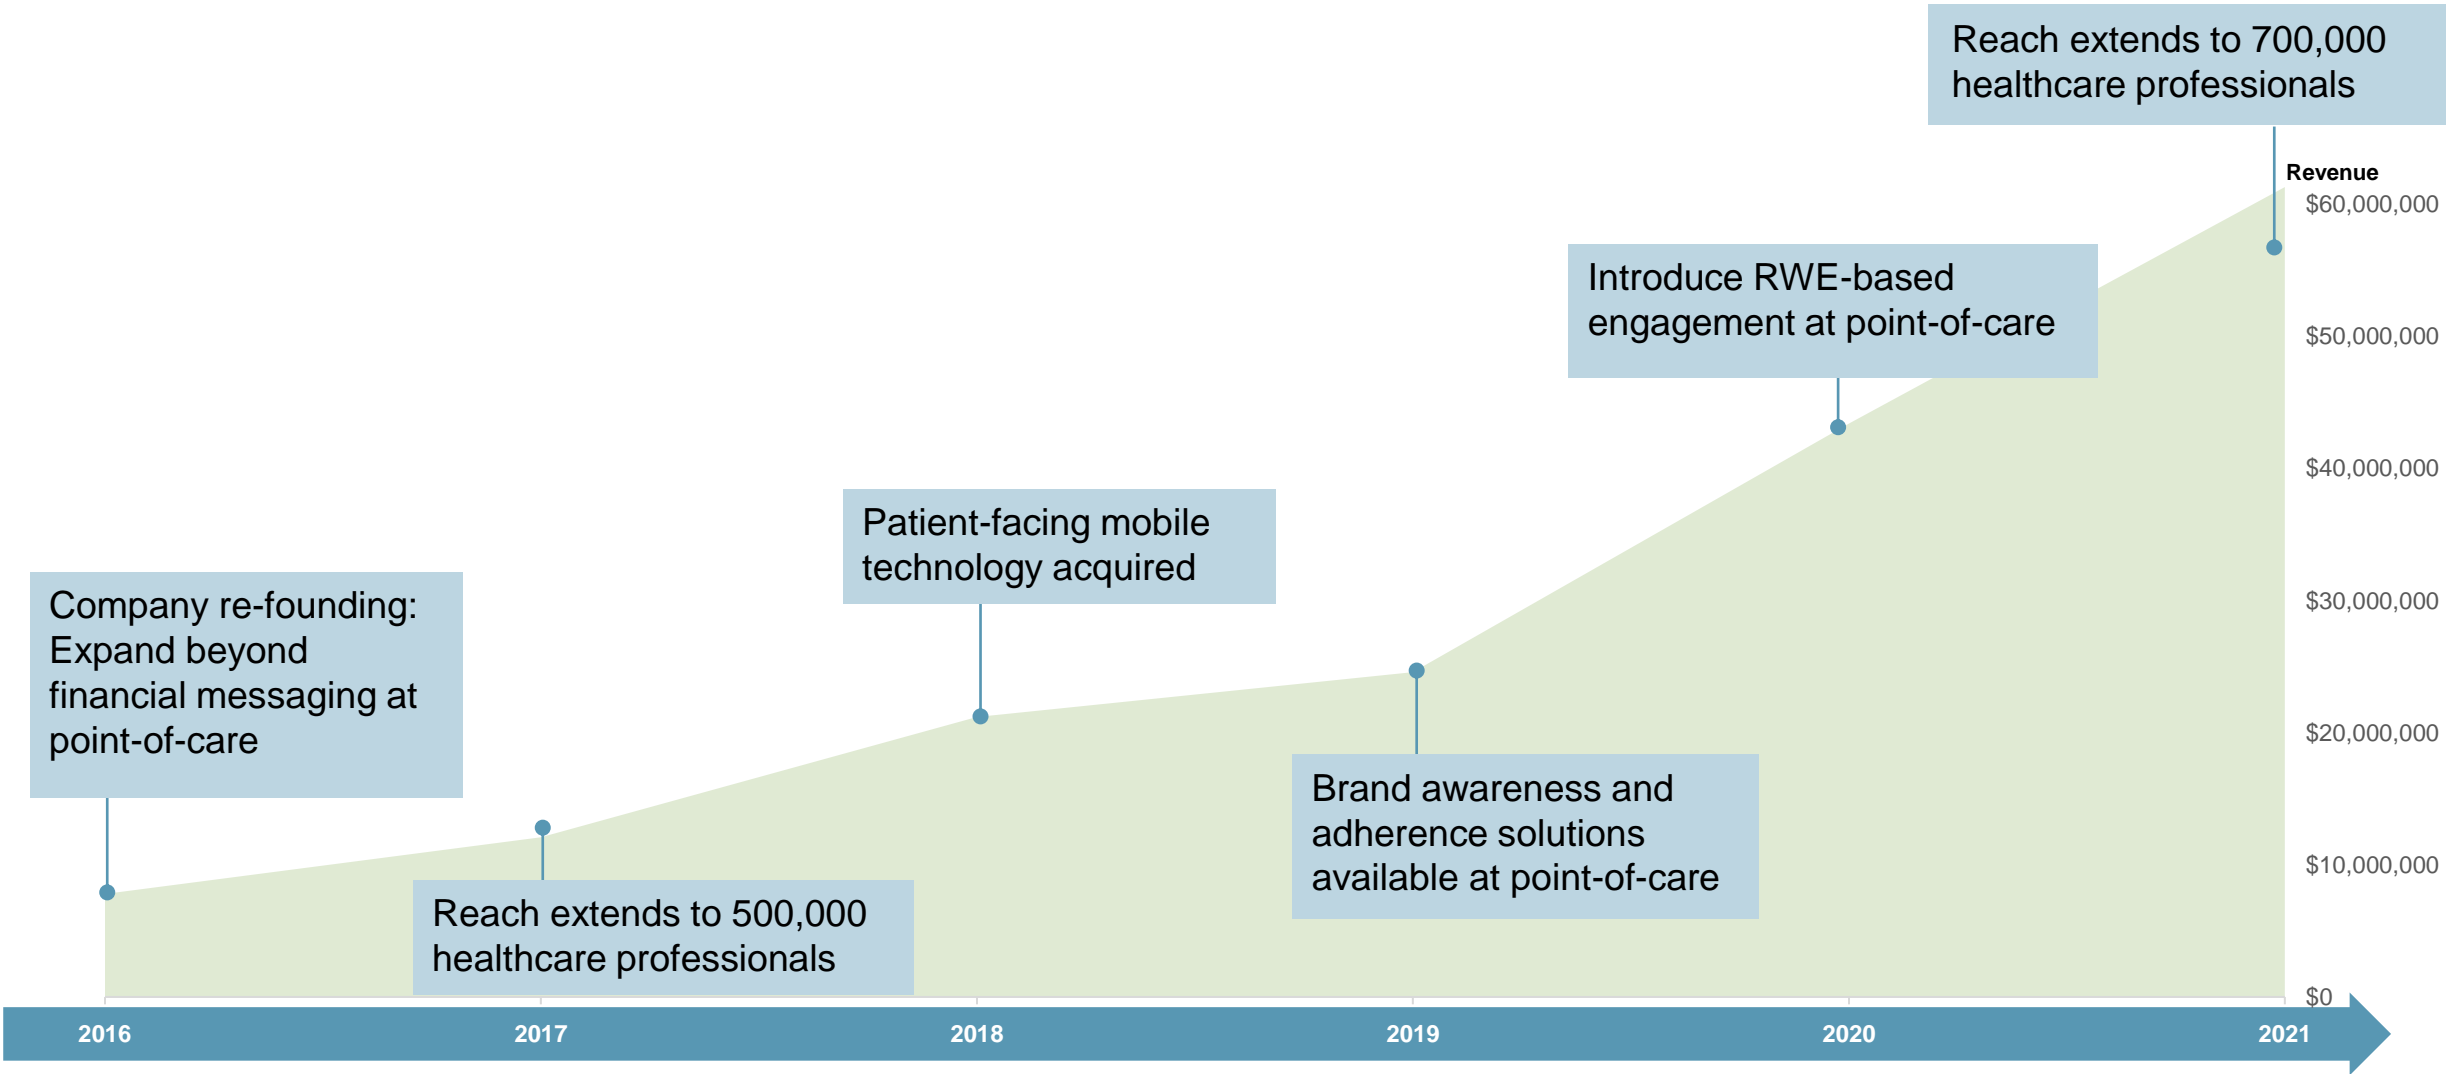 Reach extends to 700,000
healthcare professionals
Revenue
$60,000,000
Introduce RWE-based
engagement at point-of-care
$50,000,000
$40,000,000
Patient-facing mobile
technology acquired
Company re-founding:
Expand beyond
financial messaging at
point-of-care
$30,000,000
$20,000,000
Brand awareness and
adherence solutions
available at point-of-care
$10,000,000
Reach extends to 500,000
healthcare professionals
$0
2016
2017
2018
2019
2020
2021